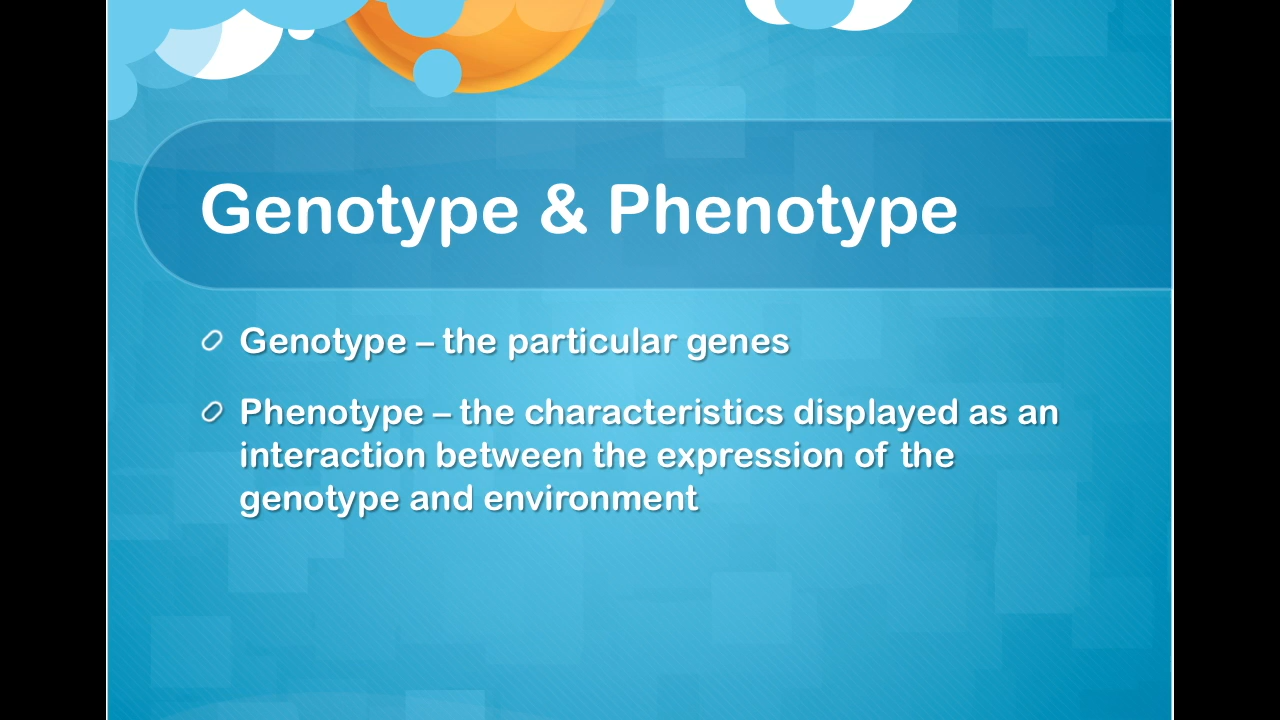 Genotype & Phenotype
Genotype – the particular genes
Phenotype – the characteristics displayed as an
interaction between the expression of the
genotype and environment